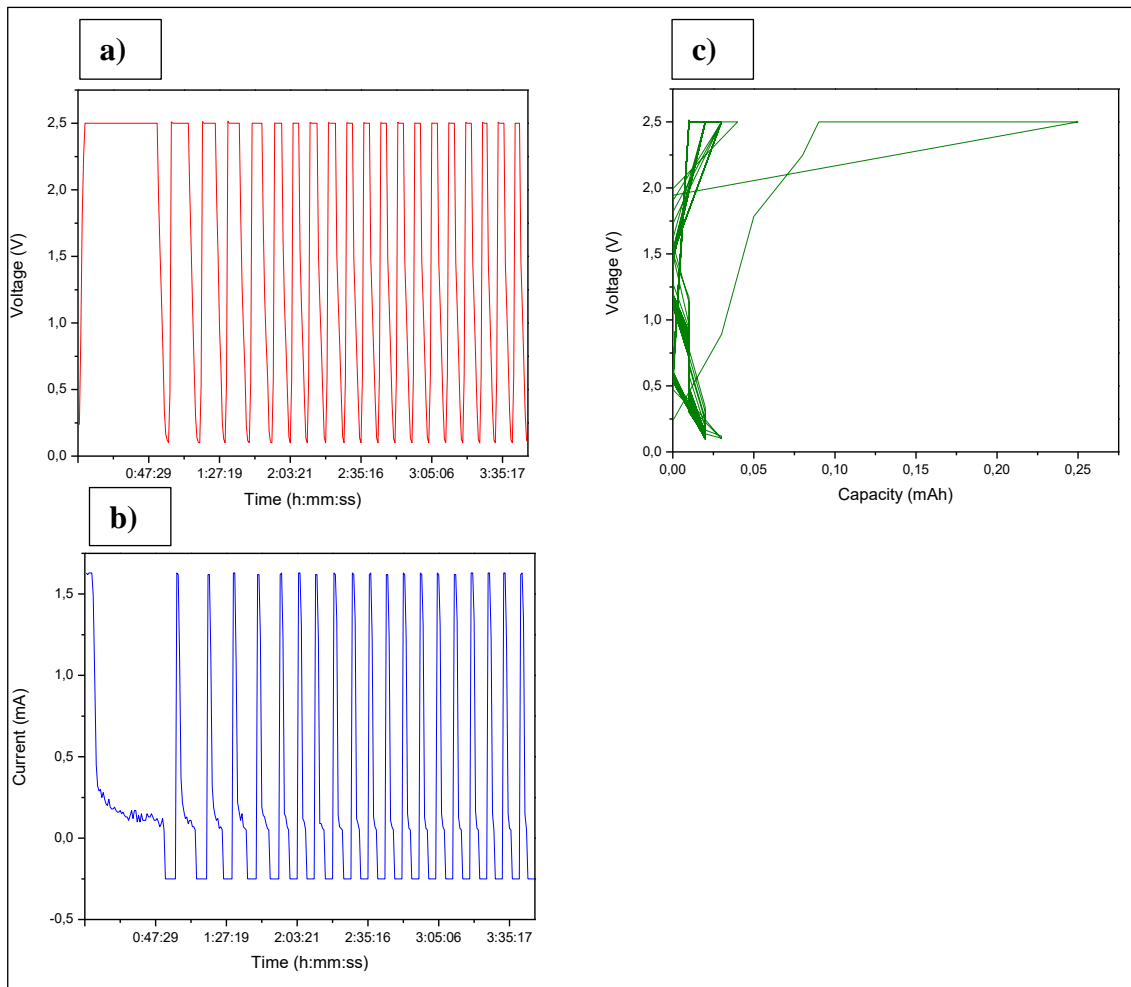 a)
2,5
2,0
1,5
1,0
0,5
0,0
Voltage (V)
0:47:29 1:27:19 2:03:21 2:35:16 3:05:06 3:35:17
Time (h:mm:ss)
c)
2,5
2,0
1,5
1,0
0,5
0,0
Voltage (V)
0,00 0,05 0,10 0,15 0,20 0,25
Capacity (mAh)
b)
1,5
1,0
0,5
0,0
-0,5
Current (mA)
0:47:29 1:27:19 2:03:21 2:35:16 3:05:06 3:35:17
Time (h:mm:ss)